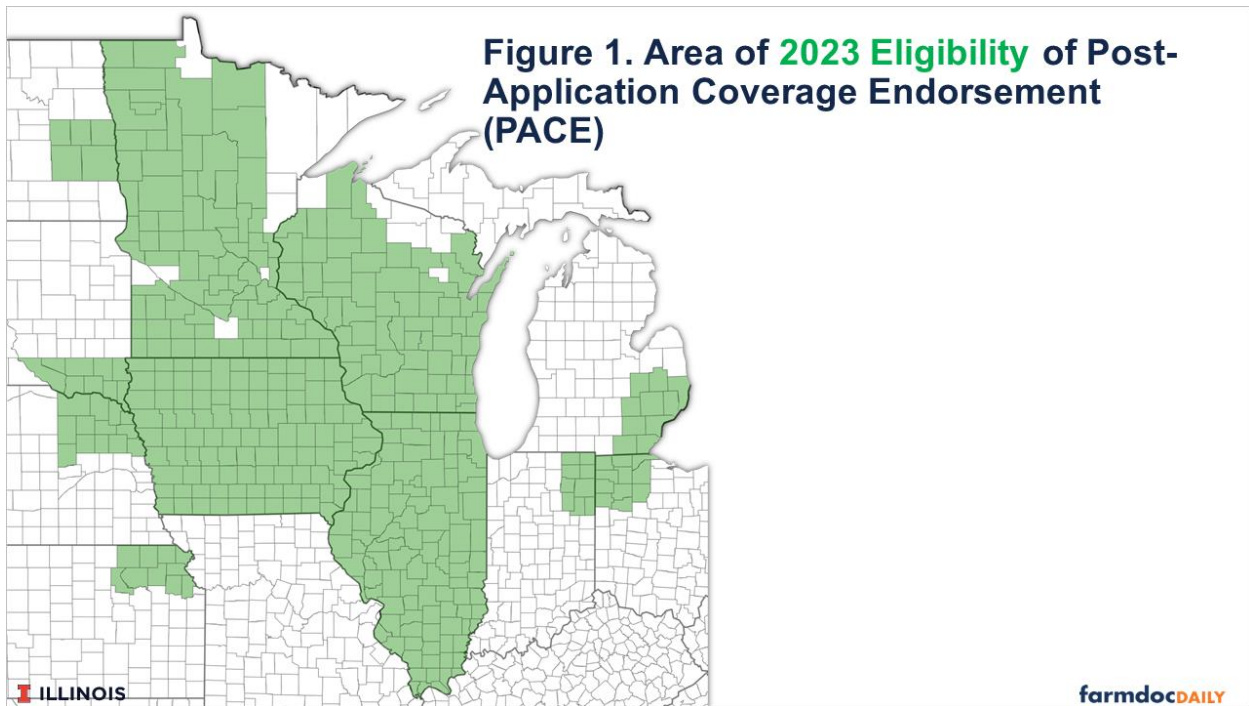 Figure 1. Area of 2023 Eligibility of Post-
Application Coverage Endorsement
(PACE)
I ILLINOIS
farmdocDAILY